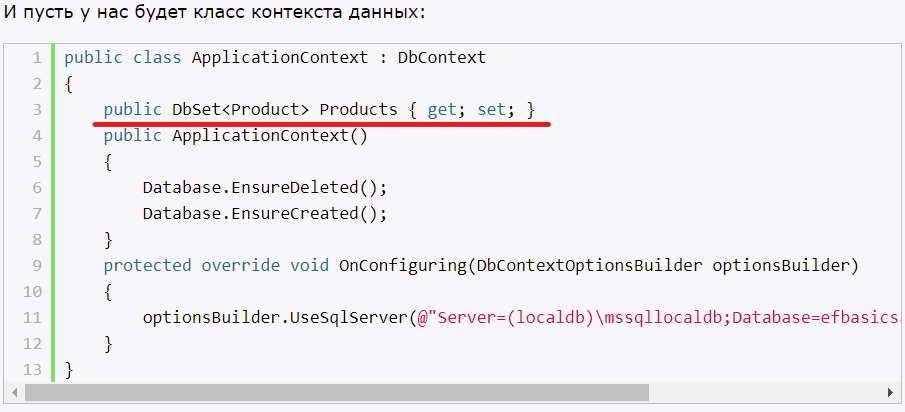 И пусть у нас будет класс контекста данных:
1 public class ApplicationContext : DbContext
2 {
3 public DbSet<Product> Products { get; set; }
4 public ApplicationContext()
5 {
6 Database.EnsureDeleted();
7 Database.EnsureCreated();
8 }
9 protected override void OnConfiguring(DbContextOptionsBuilder optionsBuilder)
10 {
11 optionsBuilder.UseSqlServer(@"Server=(localdb)\mssqllocaldb;Database=efbasics
12 }
13 }